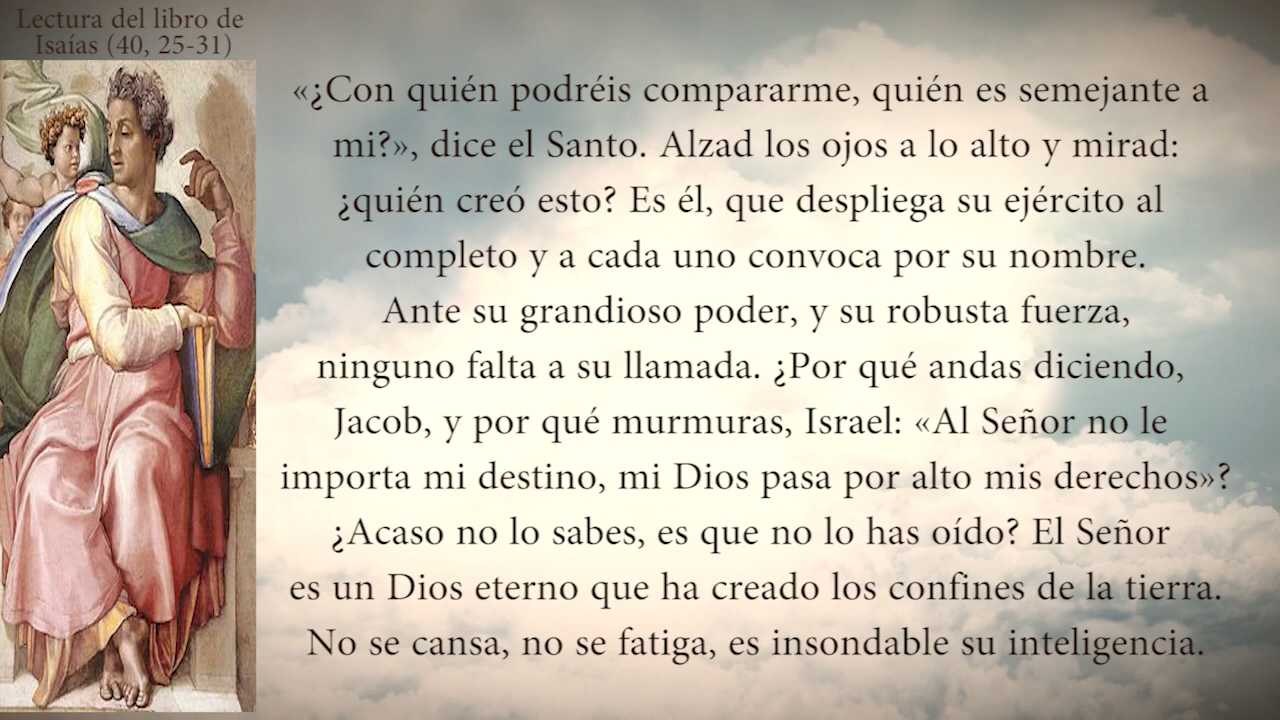 Lectura del libro de
Isaías (40, 25-31)
«¿Con quién podréis compararme, quién es semejante a
mi?», dice el Santo. Alzad los ojos a lo alto y mirad:
¿quién creó esto? Es él, que despliega su ejército al
completo y a cada uno convoca por su nombre.
Ante su grandioso poder, y su robusta fuerza,
ninguno falta a su llamada. ¿Por qué andas diciendo,
Jacob, y por qué murmuras, Israel: «Al Señor no le
importa mi destino, mi Dios pasa por alto mis derechos»?
¿Acaso no lo sabes, es que no lo has oído? El Señor
es un Dios eterno que ha creado los confines de la tierra.
No se cansa, no se fatiga, es insondable su inteligencia.